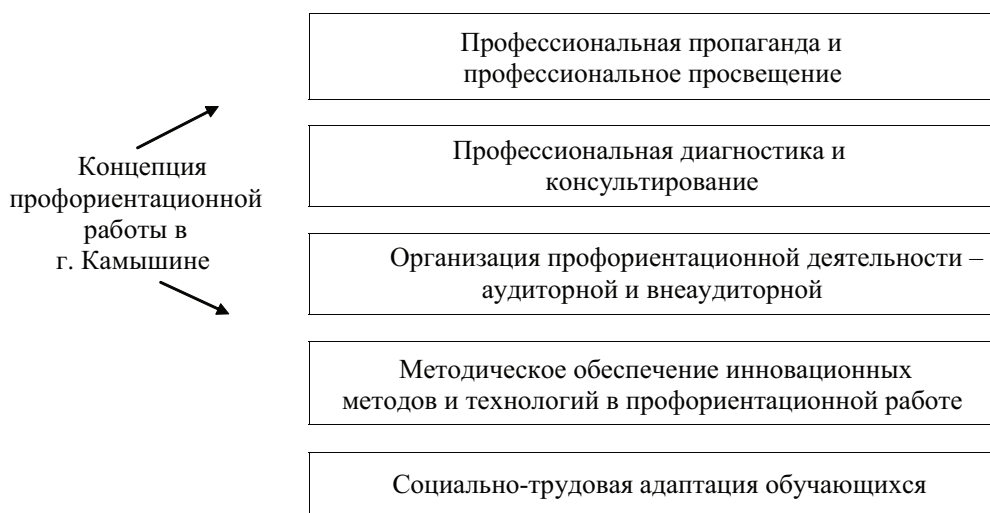 Концепция
профориентационной
работы в
г. Камышине
Профессиональная пропаганда и
профессиональное просвещение
Профессиональная диагностика и
консультирование
Организация профориентационной деятельности –
аудиторной и внеаудиторной
Методическое обеспечение инновационных
методов и технологий в профориентационной работе
Социально-трудовая адаптация обучающихся